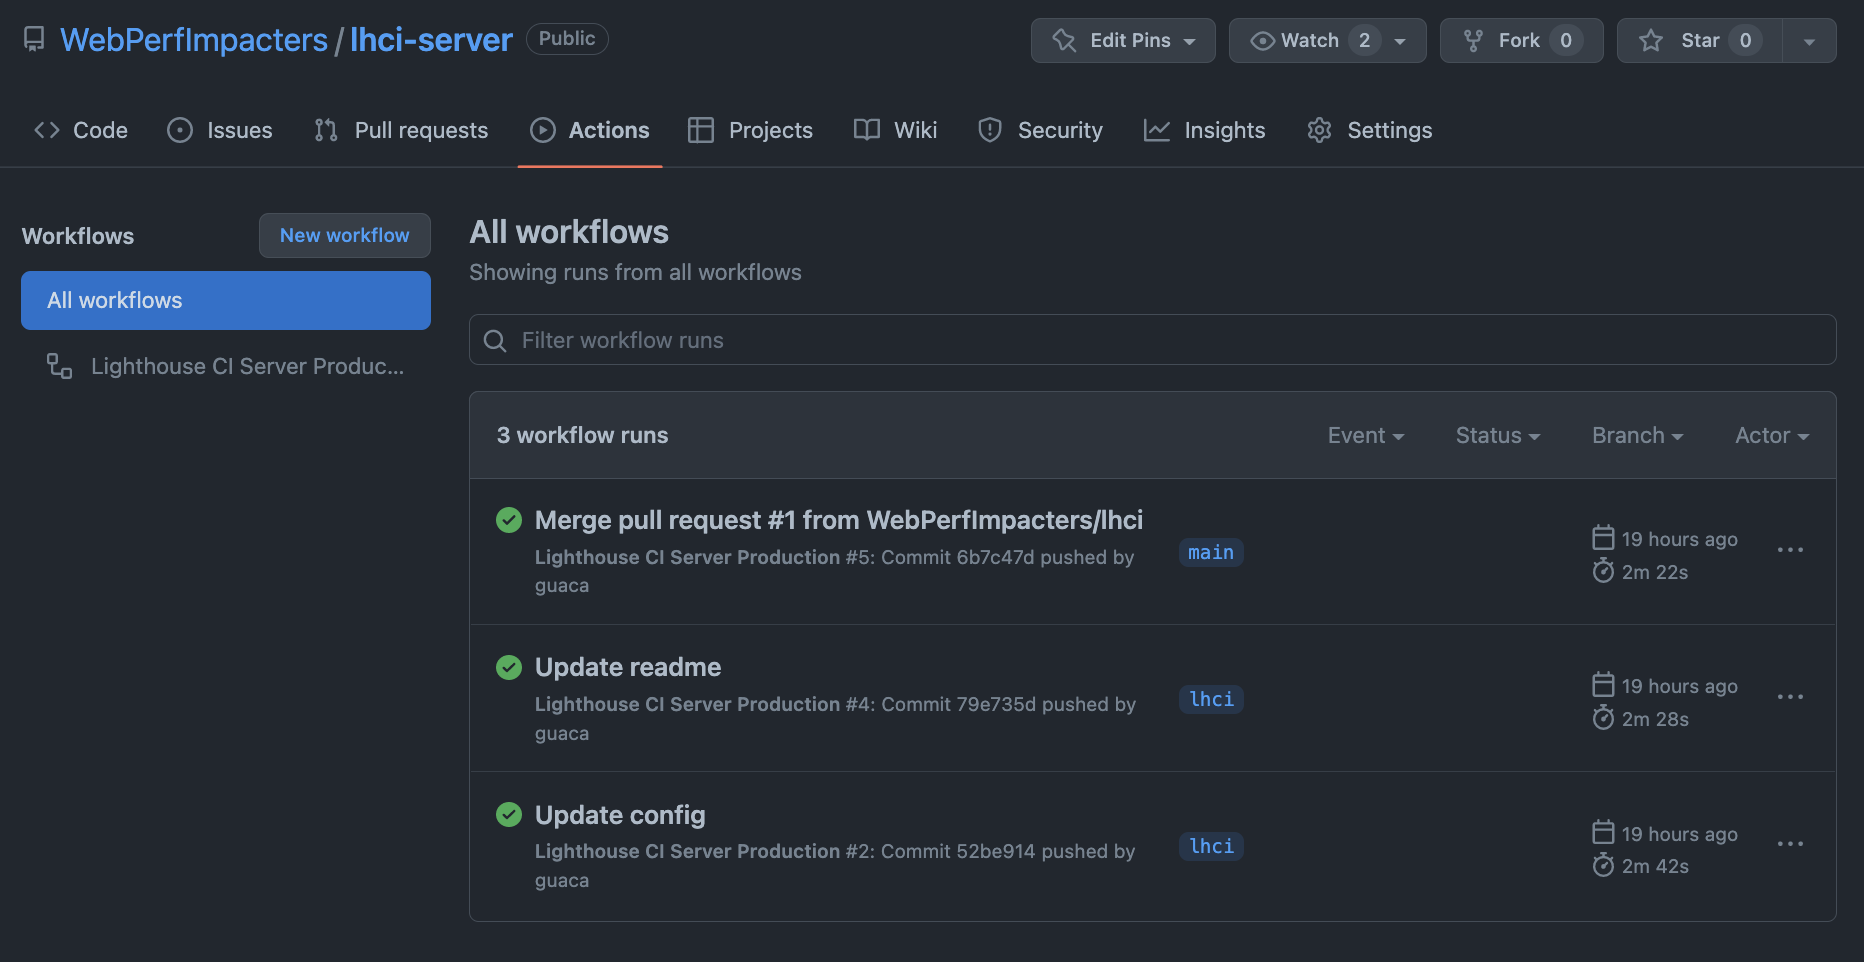 WebPerfImpacters / lhci-server Public
Edit Pins Watch 2 Fork 0 Star 0
Code Issues Pull requests Actions Projects Wiki Security Insights Settings
Workflows
New workflow
All workflows
Lighthouse CI Server Produc...
All workflows
Showing runs from all workflows
Filter workflow runs
3 workflow runs
Event Status Branch Actor
Merge pull request #1 from WebPerfImpacters/lhci
Lighthouse CI Server Production #5: Commit 6b7c47d pushed by
guaca
main
19 hours ago
2m 22s
Update readme
Lighthouse CI Server Production #4: Commit 79e735d pushed by
guaca
lhci
19 hours ago
2m 28s
Update config
Lighthouse CI Server Production #2: Commit 52be914 pushed by
guaca
lhci
19 hours ago
2m 42s